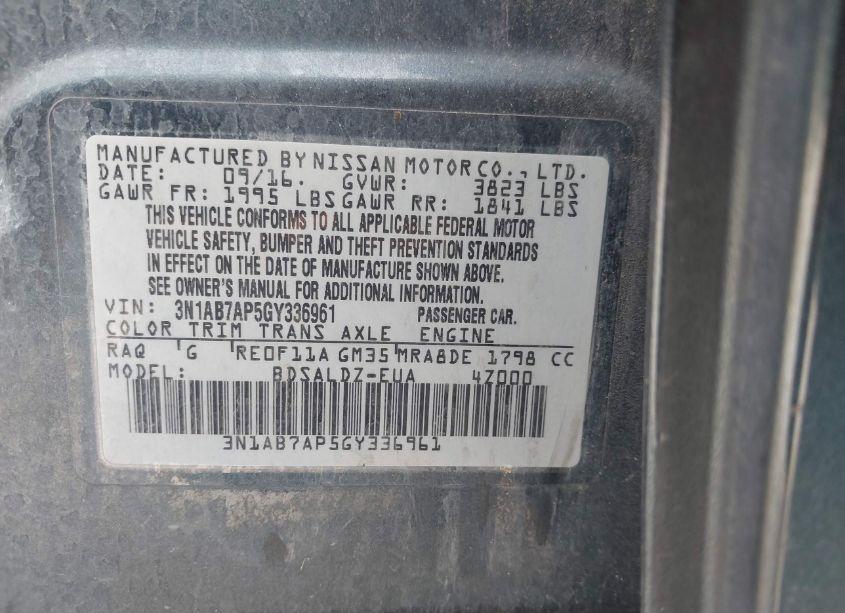 MANUFACTURED BY NISSAN MOTOR CO., LTD.
DATE: 09/16. GVWR: 3823 LBS
GAWR FR: 1995 LBS GAWR RR: 1841 LBS
THIS VEHICLE CONFORMS TO ALL APPLICABLE FEDERAL MOTOR
VEHICLE SAFETY, BUMPER AND THEFT PREVENTION STANDARDS
IN EFFECT ON THE DATE OF MANUFACTURE SHOWN ABOVE.
SEE OWNER'S MANUAL FOR ADDITIONAL INFORMATION.
VIN: 3N1AB7AP5GY336961 PASSENGER CAR.
COLOR TRIM TRANS AXLE ENGINE
RAQ G RE0F11A GM35 MRA8DE 1798 CC
MODEL: BDSALDZ-EUA 4Z000
3N1AB7AP5GY336961